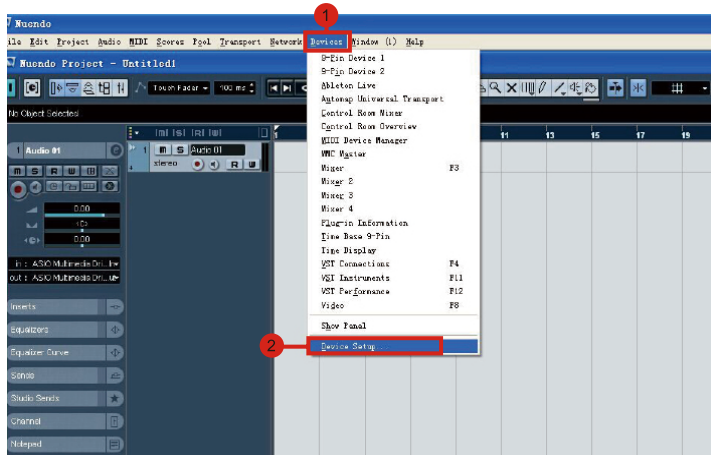 1
Nuendo
ile Edit Project Audio MIDI Scores Pool Transport Network Devices Window (1) Help
Nuendo Project - Untitled1
Touch Fader 100 ms
No Object Selected
9-Pin Device 1
9-Pin Device 2
Ableton Live
Automap Universal Transport
Control Room Mixer
Control Room Overview
MIDI Device Manager
MMC Master
Mixer F3
Mixer 2
Mixer 3
Mixer 4
Plug-in Information
Time Base 9-Pin
Time Display
VST Connections F4
VST Instruments F11
VST Performance F12
Video F8
Show Panel
2
Device Setup...
1 11 13 15 17 19
1 Audio 01
1 m S Audio 01
stereo R W
m S R W
0.00
<C>
0.00
in : ASIO Multimedia Dri..
out : ASIO Multimedia Dri..
Inserts
Equalizers
Equalizer Curve
Sends
Studio Sends
Channel
Notepad